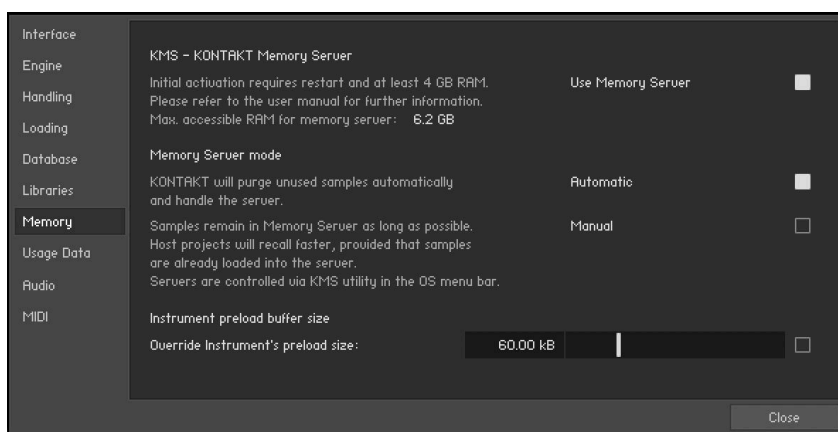 Interface
Engine
Handling
Loading
Database
Libraries
Memory
Usage Data
Audio
MIDI
KMS - KONTAKT Memory Server
Initial activation requires restart and at least 4 GB RAM.
Please refer to the user manual for further information.
Max. accessible RAM for memory server: 6.2 GB
Use Memory Server
Memory Server mode
KONTAKT will purge unused samples automatically
and handle the server.
Automatic
Samples remain in Memory Server as long as possible.
Host projects will recall faster, provided that samples
are already loaded into the server.
Servers are controlled via KMS utility in the OS menu bar.
Manual
Instrument preload buffer size
Override Instrument's preload size: 60.00 kB
Close